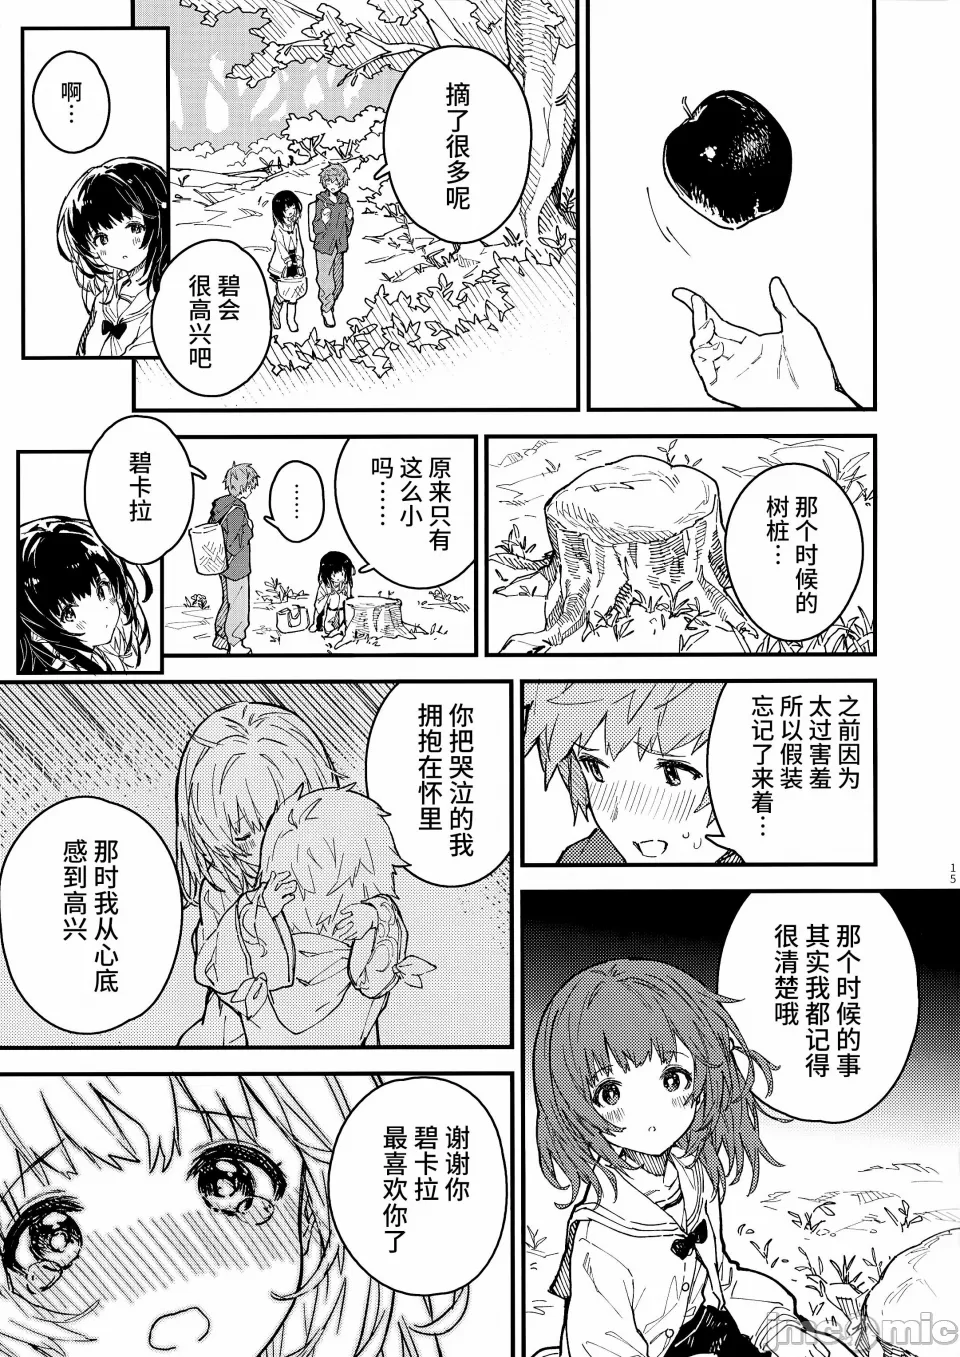 摘了很多呢
碧会
很高兴吧
啊…
那个时候的
树桩…
原来只有
这么小
吗……
……
碧卡拉
之前因为
太过害羞
所以假装
忘记了来着…
你把哭泣的我
拥抱在怀里
那时我从心底
感到高兴
15
那个时候的事
其实我都记得
很清楚哦
谢谢你
碧卡拉
最喜欢你了
jmcomic